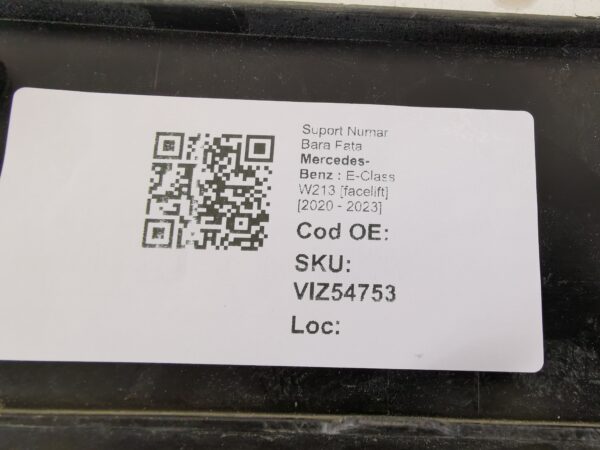 Suport Numar
Bara Fata
Mercedes-
Benz : E-Class
W213 [facelift]
[2020 - 2023]
Cod OE:
SKU:
VIZ54753
Loc: